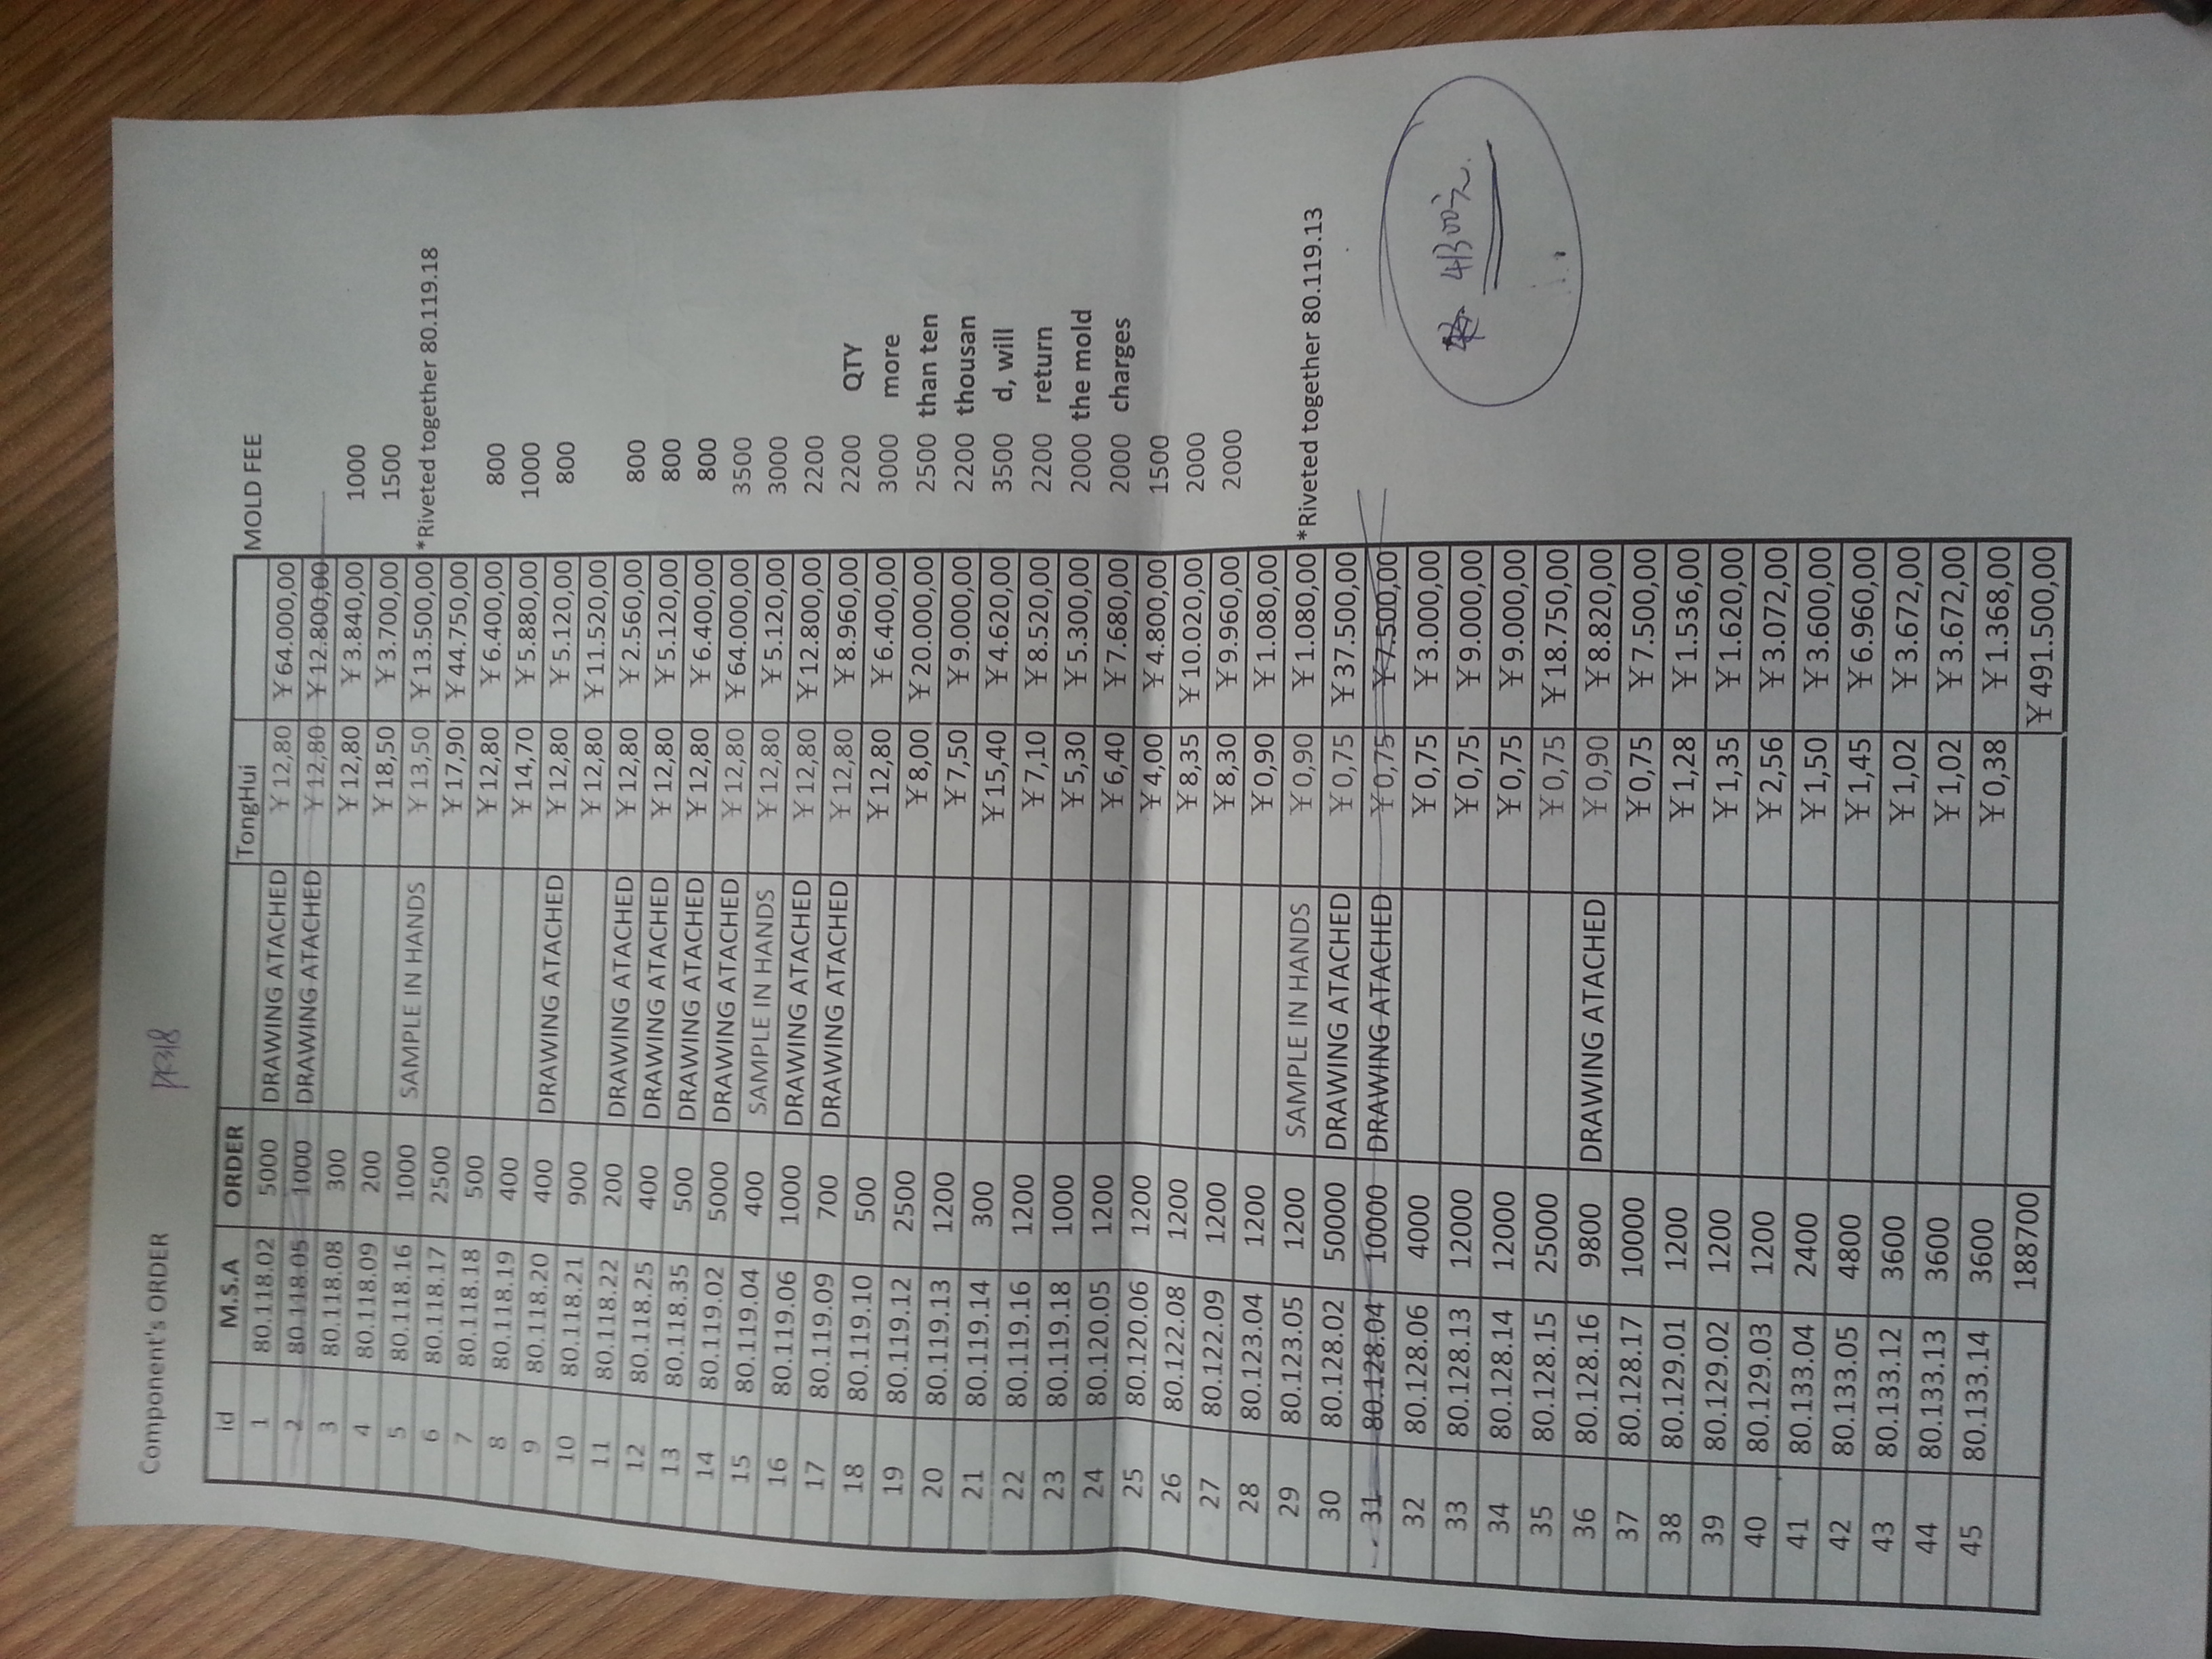 Component's ORDER
id M.S.A ORDER TongHui MOLD FEE
1 80.118.02 5000 DRAWING ATACHED ¥12,80 ¥64.000,00
2 80.118.05 1000 DRAWING ATACHED ¥12,80 ¥12.800,00
3 80.118.08 300 ¥12,80 ¥3.840,00 1000
4 80.118.09 200 ¥18,50 ¥3.700,00 1500
5 80.118.16 1000 SAMPLE IN HANDS ¥13,50 ¥13.500,00 *Riveted together 80.119.18
6 80.118.17 2500 ¥17,90 ¥44.750,00
7 80.118.18 500 ¥12,80 ¥6.400,00 800
8 80.118.19 400 ¥14,70 ¥5.880,00 1000
9 80.118.20 400 DRAWING ATACHED ¥12,80 ¥5.120,00 800
10 80.118.21 900 ¥12,80 ¥11.520,00
11 80.118.22 200 DRAWING ATACHED ¥12,80 ¥2.560,00 800
12 80.118.25 400 DRAWING ATACHED ¥12,80 ¥5.120,00 800
13 80.118.35 500 DRAWING ATACHED ¥12,80 ¥6.400,00 800
14 80.119.02 5000 DRAWING ATACHED ¥12,80 ¥64.000,00 3500
15 80.119.04 400 SAMPLE IN HANDS ¥12,80 ¥5.120,00 3000
16 80.119.06 1000 DRAWING ATACHED ¥12,80 ¥12.800,00 2200
17 80.119.09 700 DRAWING ATACHED ¥12,80 ¥8.960,00 2200 QTY
18 80.119.10 500 ¥12,80 ¥6.400,00 3000 more
19 80.119.12 2500 ¥8,00 ¥20.000,00 2500 than ten
20 80.119.13 1200 ¥7,50 ¥9.000,00 2200 thousan
21 80.119.14 300 ¥15,40 ¥4.620,00 3500 d, will
22 80.119.16 1200 ¥7,10 ¥8.520,00 2200 return
23 80.119.18 1000 ¥5,30 ¥5.300,00 2000 the mold
24 80.120.05 1200 ¥6,40 ¥7.680,00 2000 charges
25 80.120.06 1200 ¥4,00 ¥4.800,00 1500
26 80.122.08 1200 ¥8,35 ¥10.020,00 2000
27 80.122.09 1200 ¥8,30 ¥9.960,00 2000
28 80.123.04 1200 ¥0,90 ¥1.080,00
29 80.123.05 1200 SAMPLE IN HANDS ¥0,90 ¥1.080,00 *Riveted together 80.119.13
30 80.128.02 50000 DRAWING ATACHED ¥0,75 ¥37.500,00
31 80.128.04 10000 DRAWING ATACHED ¥0,75 ¥7.500,00
32 80.128.06 4000 ¥0,75 ¥3.000,00
33 80.128.13 12000 ¥0,75 ¥9.000,00
34 80.128.14 12000 ¥0,75 ¥9.000,00
35 80.128.15 25000 ¥0,75 ¥18.750,00
36 80.128.16 9800 DRAWING ATACHED ¥0,90 ¥8.820,00
37 80.128.17 10000 ¥0,75 ¥7.500,00
38 80.129.01 1200 ¥1,28 ¥1.536,00
39 80.129.02 1200 ¥1,35 ¥1.620,00
40 80.129.03 1200 ¥2,56 ¥3.072,00
41 80.133.04 2400 ¥1,50 ¥3.600,00
42 80.133.05 4800 ¥1,45 ¥6.960,00
43 80.133.12 3600 ¥1,02 ¥3.672,00
44 80.133.13 3600 ¥1,02 ¥3.672,00
45 80.133.14 3600 ¥0,38 ¥1.368,00
188700 ¥491.500,00
41300元